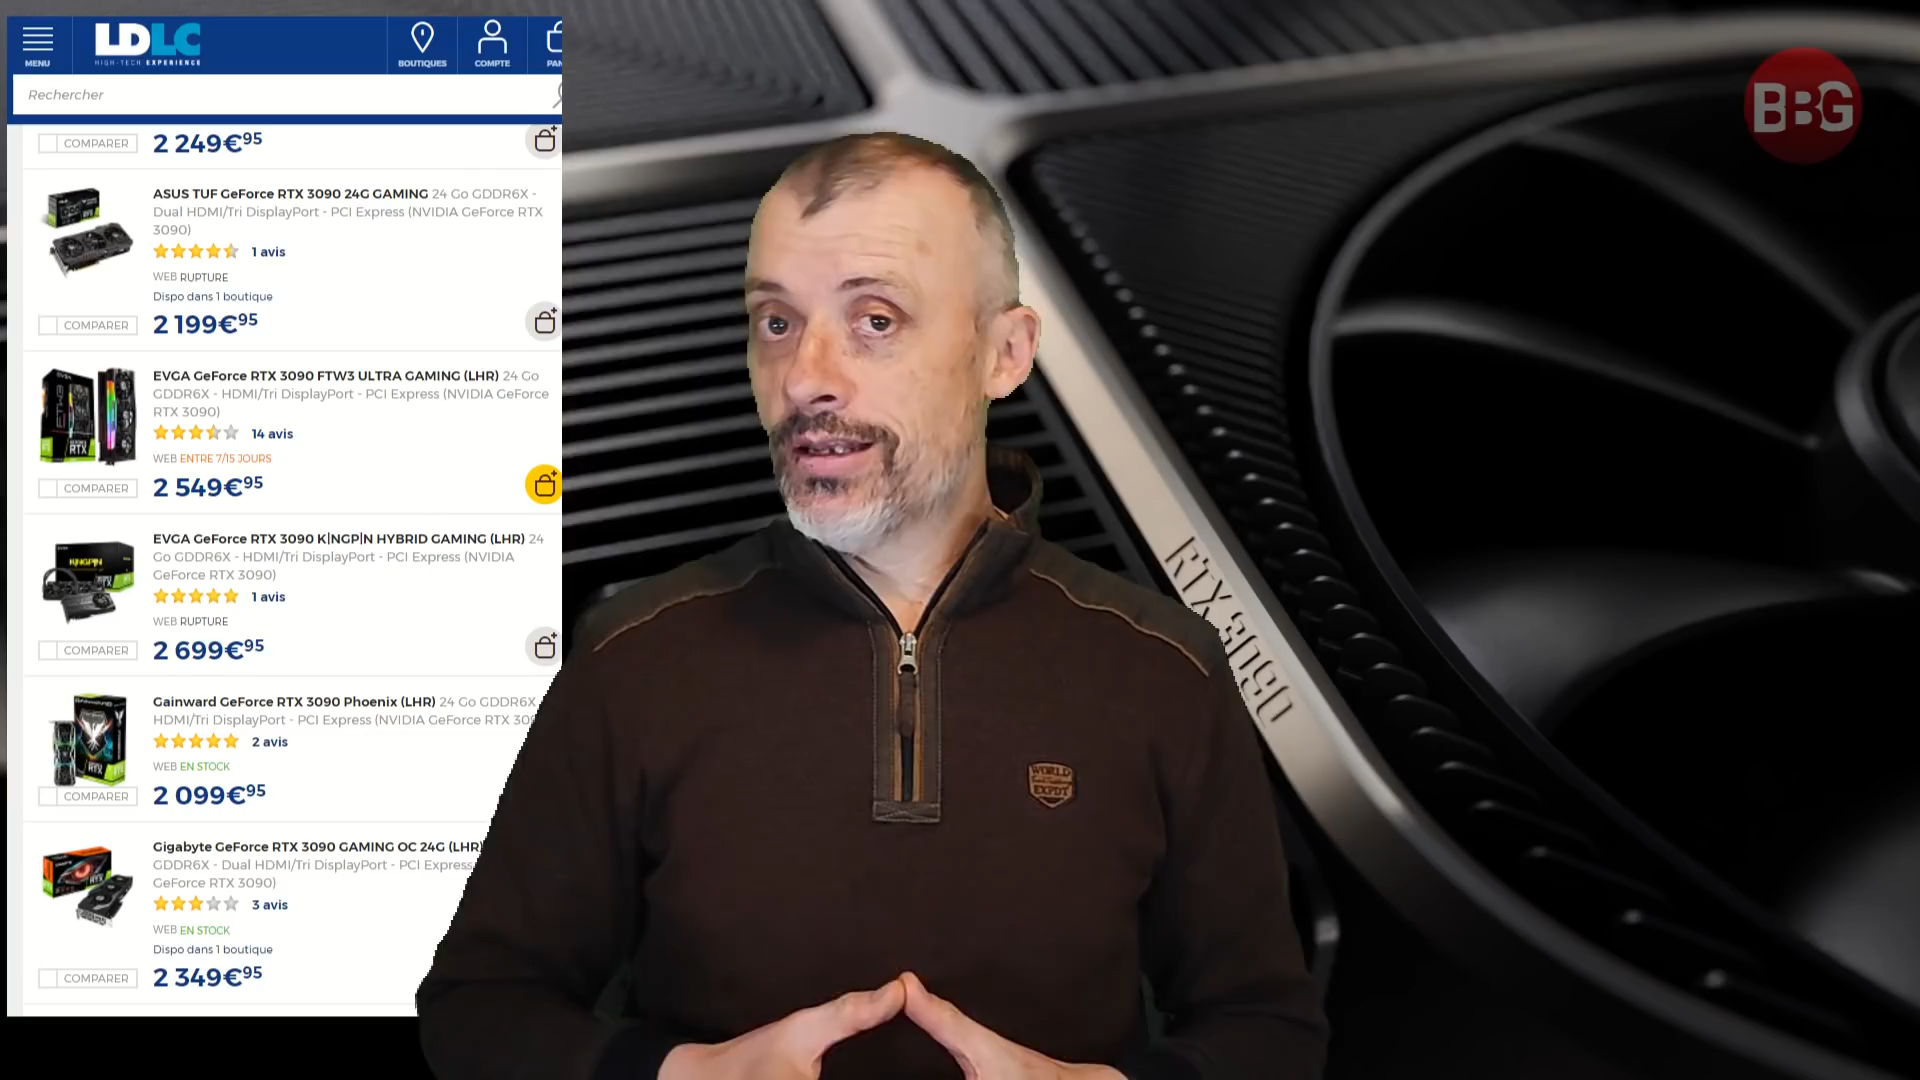 MENU
LDLC
HIGH-TECH EXPERIENCE
BOUTIQUES
COMPTE
Rechercher
COMPARER
2 249€95
ASUS TUF GeForce RTX 3090 24G GAMING 24 Go GDDR6X -
Dual HDMI/Tri DisplayPort - PCI Express (NVIDIA GeForce RTX
3090)
1 avis
WEB RUPTURE
Dispo dans 1 boutique
COMPARER
2 199€95
EVGA GeForce RTX 3090 FTW3 ULTRA GAMING (LHR) 24 Go
GDDR6X - HDMI/Tri DisplayPort - PCI Express (NVIDIA GeForce
RTX 3090)
14 avis
WEB ENTRE 7/15 JOURS
COMPARER
2 549€95
EVGA GeForce RTX 3090 K|NGP|N HYBRID GAMING (LHR) 24
Go GDDR6X - HDMI/Tri DisplayPort - PCI Express (NVIDIA
GeForce RTX 3090)
1 avis
WEB RUPTURE
COMPARER
2 699€95
Gainward GeForce RTX 3090 Phoenix (LHR) 24 Go GDDR6X
HDMI/Tri DisplayPort - PCI Express (NVIDIA GeForce RTX
2 avis
WEB EN STOCK
COMPARER
2 099€95
Gigabyte GeForce RTX 3090 GAMING OC 24G (LHR)
GDDR6X - Dual HDMI/Tri DisplayPort - PCI Express
GeForce RTX 3090)
3 avis
WEB EN STOCK
Dispo dans 1 boutique
COMPARER
2 349€95
BBG
RTX 3090
WORLD
EXPDT